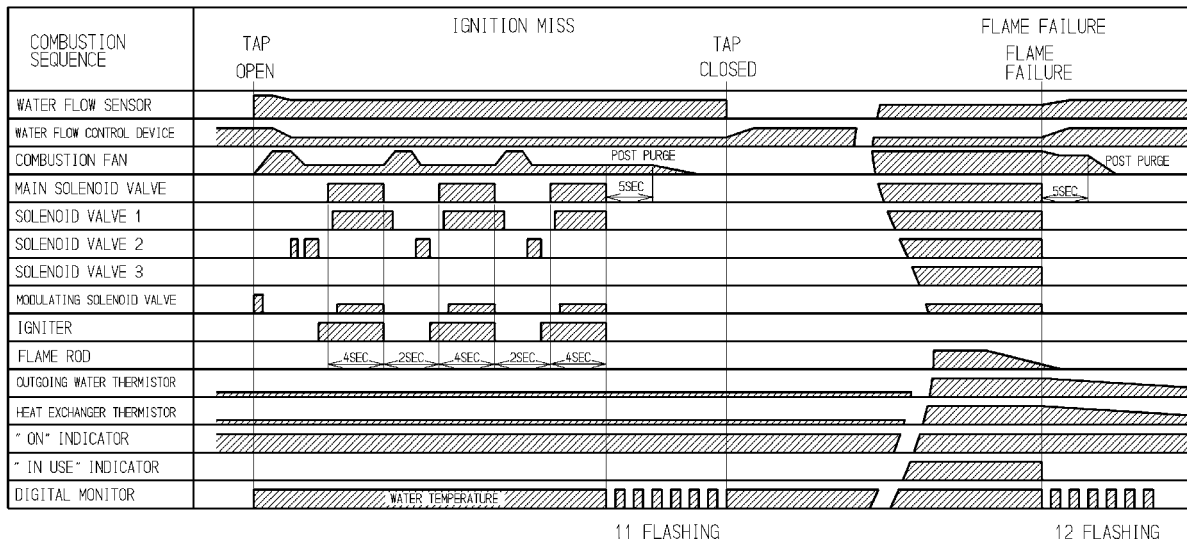 COMBUSTION
SEQUENCE
IGNITION MISS
TAP
OPEN
TAP
CLOSED
FLAME FAILURE
FLAME
FAILURE
WATER FLOW SENSOR
WATER FLOW CONTROL DEVICE
COMBUSTION FAN
POST PURGE
POST PURGE
MAIN SOLENOID VALVE
5SEC
5SEC
SOLENOID VALVE 1
SOLENOID VALVE 2
SOLENOID VALVE 3
MODULATING SOLENOID VALVE
IGNITER
FLAME ROD
4SEC 2SEC 4SEC 2SEC 4SEC
OUTGOING WATER THERMISTOR
HEAT EXCHANGER THERMISTOR
" ON" INDICATOR
" IN USE" INDICATOR
DIGITAL MONITOR
WATER TEMPERATURE
11 FLASHING
12 FLASHING